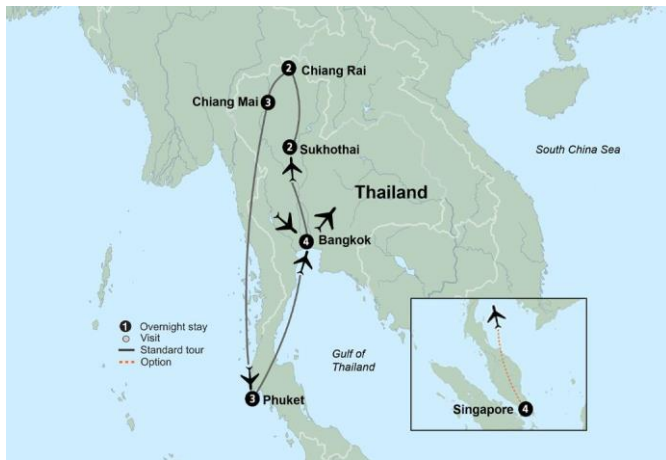 2 Chiang Rai
Chiang Mai 3
2 Sukhothai
South China Sea
Thailand
4 Bangkok
1 Overnight stay
Visit
Standard tour
Option
Gulf of
Thailand
3 Phuket
Singapore 4